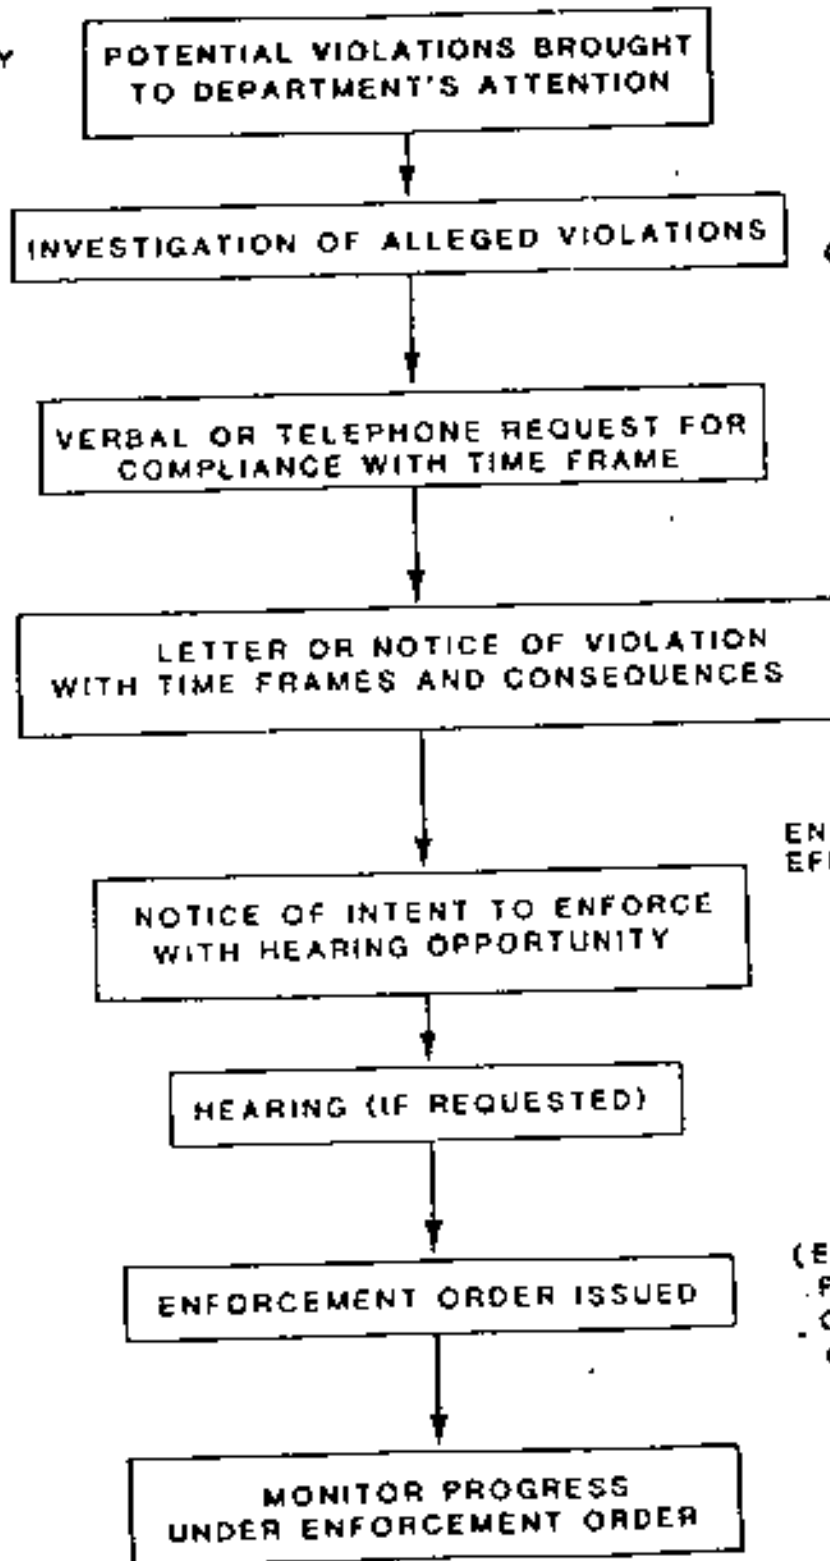 POTENTIAL VIOLATIONS BROUGHT
TO DEPARTMENT'S ATTENTION
INVESTIGATION OF ALLEGED VIOLATIONS
VERBAL OR TELEPHONE REQUEST FOR
COMPLIANCE WITH TIME FRAME
LETTER OR NOTICE OF VIOLATION
WITH TIME FRAMES AND CONSEQUENCES
NOTICE OF INTENT TO ENFORCE
WITH HEARING OPPORTUNITY
HEARING (IF REQUESTED)
ENFORCEMENT ORDER ISSUED
MONITOR PROGRESS
UNDER ENFORCEMENT ORDER